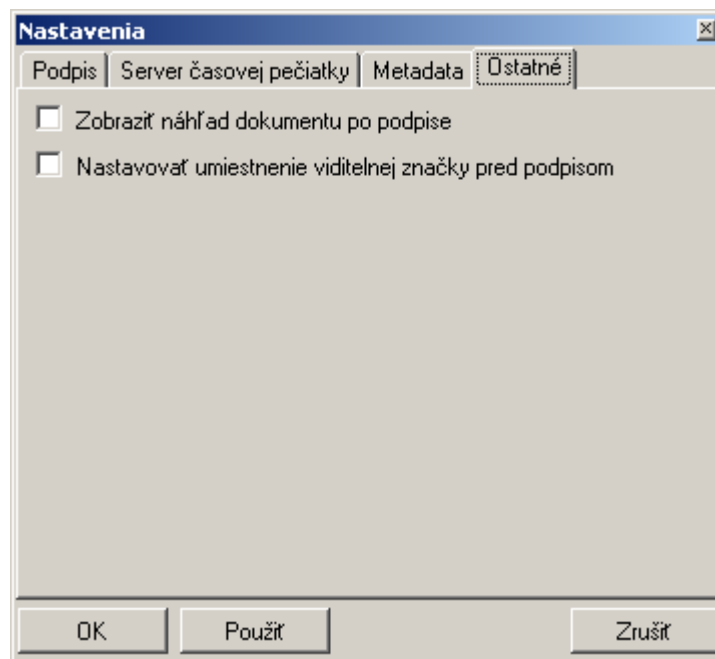 Nastavenia
Podpis Server časovej pečiatky Metadata Ostatné
Zobraziť náhľad dokumentu po podpise
Nastavovať umiestnenie viditelnej značky pred podpisom
OK Použiť Zrušiť